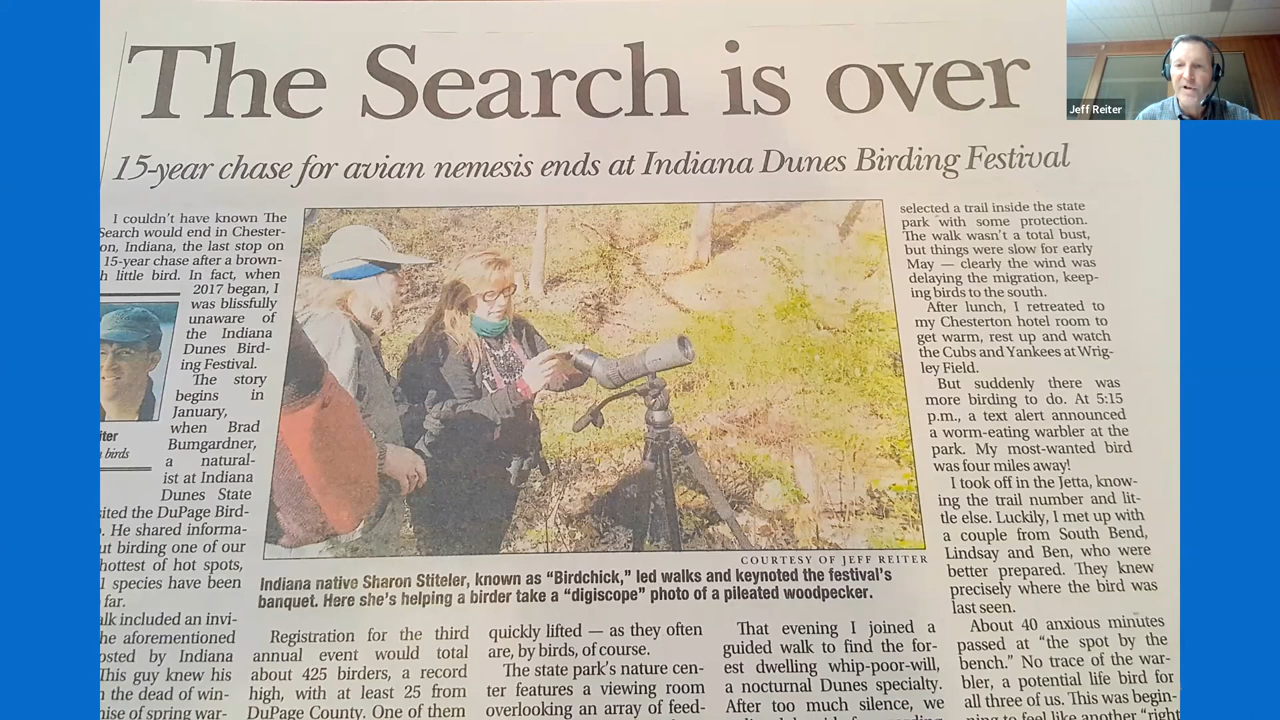 The Search is over
15-year chase for avian nemesis ends at Indiana Dunes Birding Festival
Jeff Reiter
I couldn't have known The
Search would end in Chester-
on, Indiana, the last stop on
15-year chase after a brown-
h little bird. In fact, when
2017 began, I
was blissfully
unaware of
the Indiana
Dunes Bird-
ing Festival.
The story
begins in
January,
when Brad
Bumgardner,
a natural-
ist at Indiana
Dunes State
iter
birds
sited the DuPage Bird-
. He shared informa-
ut birding one of our
hottest of hot spots,
1 species have been
far.
alk included an invi-
he aforementioned
osted by Indiana
This guy knew his
n the dead of win-
mise of spring war-
COURTESY OF JEFF REITER
Indiana native Sharon Stiteler, known as "Birdchick," led walks and keynoted the festival's
banquet. Here she's helping a birder take a "digiscope" photo of a pileated woodpecker.
Registration for the third
annual event would total
about 425 birders, a record
high, with at least 25 from
DuPage County. One of them
quickly lifted — as they often
are, by birds, of course.
The state park's nature cen-
ter features a viewing room
overlooking an array of feed-
That evening I joined a
guided walk to find the for-
est dwelling whip-poor-will,
a nocturnal Dunes specialty.
After too much silence, we
selected a trail inside the state
park with some protection.
The walk wasn't a total bust,
but things were slow for early
May — clearly the wind was
delaying the migration, keep-
ing birds to the south.
After lunch, I retreated to
my Chesterton hotel room to
get warm, rest up and watch
the Cubs and Yankees at Wrig-
ley Field.
But suddenly there was
more birding to do. At 5:15
p.m., a text alert announced
a worm-eating warbler at the
park. My most-wanted bird
was four miles away!
I took off in the Jetta, know-
ing the trail number and lit-
tle else. Luckily, I met up with
a couple from South Bend,
Lindsay and Ben, who were
better prepared. They knew
precisely where the bird was
last seen.
About 40 anxious minutes
passed at "the spot by the
bench." No trace of the war-
bler, a potential life bird for
all three of us. This was begin-
ning to feel like another "right